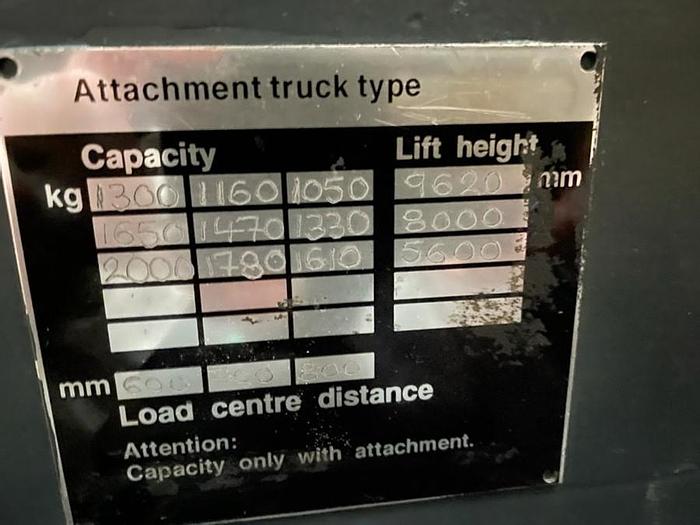 Attachment truck type
Capacity Lift height
kg 1300 1160 1050 9620 mm
1650 1470 1330 8000
2000 1780 1610 5600
mm 600 800
Load centre distance
Attention:
Capacity only with attachment.